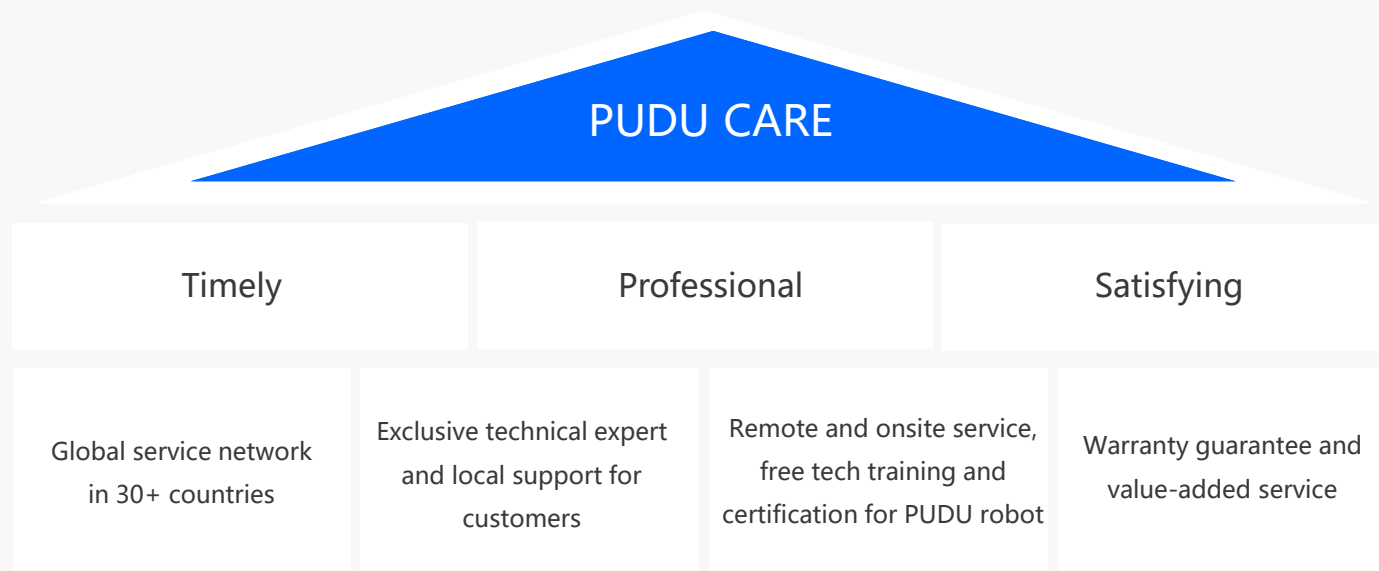 PUDU CARE
Timely
Professional
Satisfying
Global service network
in 30+ countries
Exclusive technical expert
and local support for
customers
Remote and onsite service,
free tech training and
certification for PUDU robot
Warranty guarantee and
value-added service